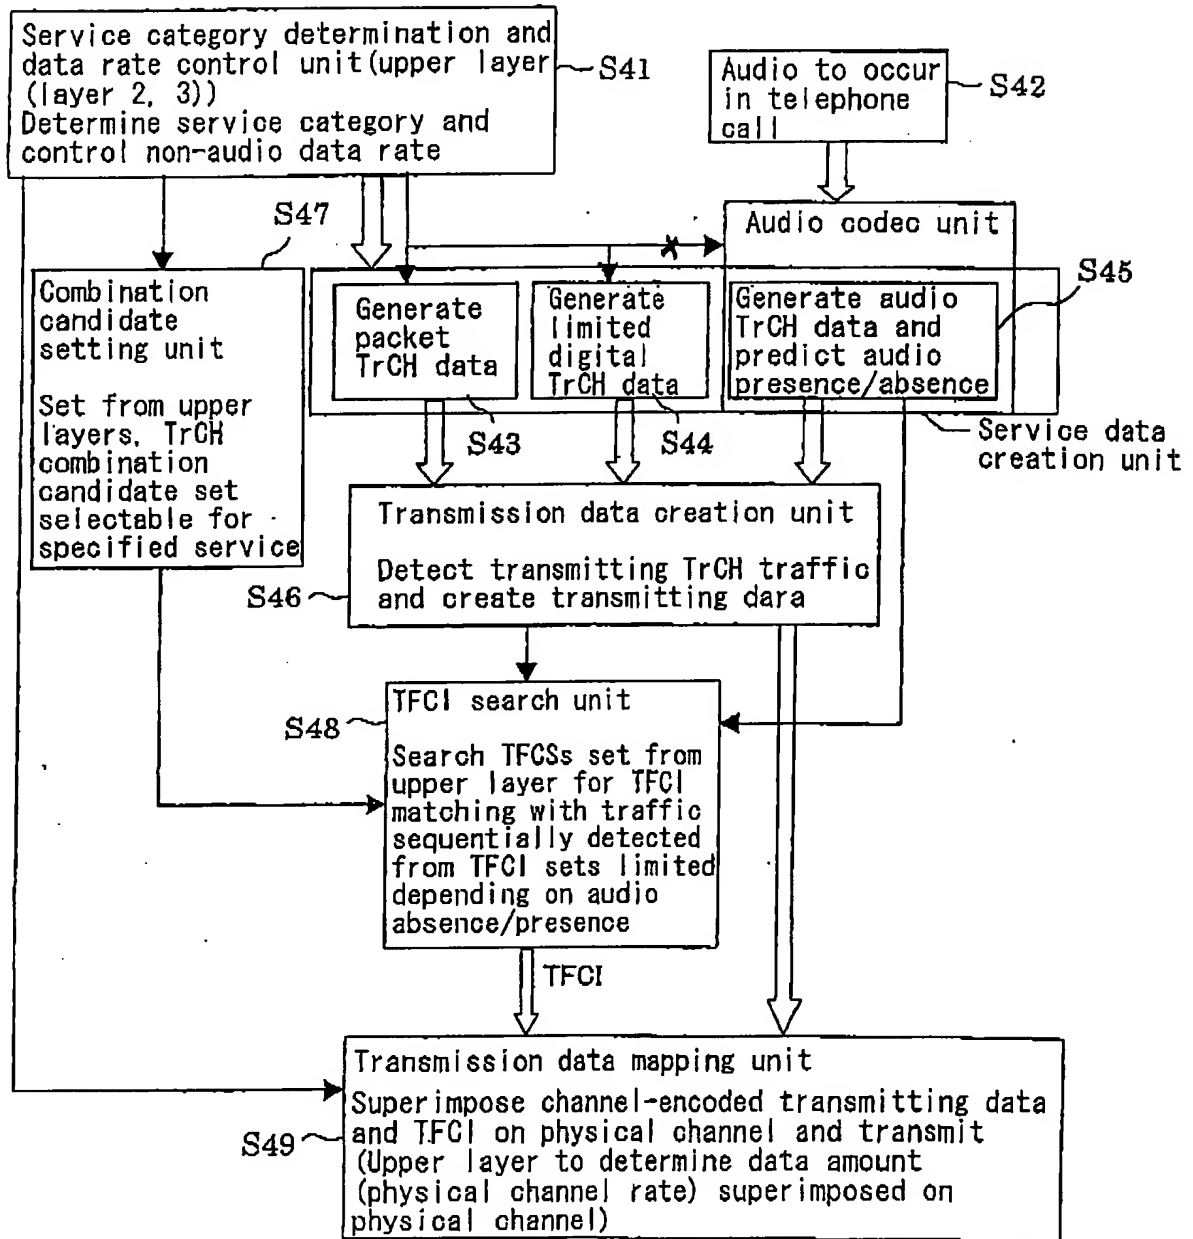 Service category determination and
data rate control unit(upper layer
(layer 2, 3))
Determine service category and
control non-audio data rate
S41
Audio to occur
in telephone
call
S42
S47
Combination
candidate
setting unit
Set from upper
layers, TrCH
combination
candidate set
selectable for
specified service
Audio codec unit
Generate
packet
TrCH data
S43
Generate
limited
digital
TrCH data
S44
Generate audio
TrCH data and
predict audio
presence/absence
S45
Service data
creation unit
Transmission data creation unit
Detect transmitting TrCH traffic
and create transmitting dara
S46
TFCI search unit
Search TFCSs set from
upper layer for TFCI
matching with traffic
sequentially detected
from TFCI sets limited
depending on audio
absence/presence
S48
TFCI
Transmission data mapping unit
Superimpose channel-encoded transmitting data
and TFCI on physical channel and transmit
(Upper layer to determine data amount
(physical channel rate) superimposed on
physical channel)
S49